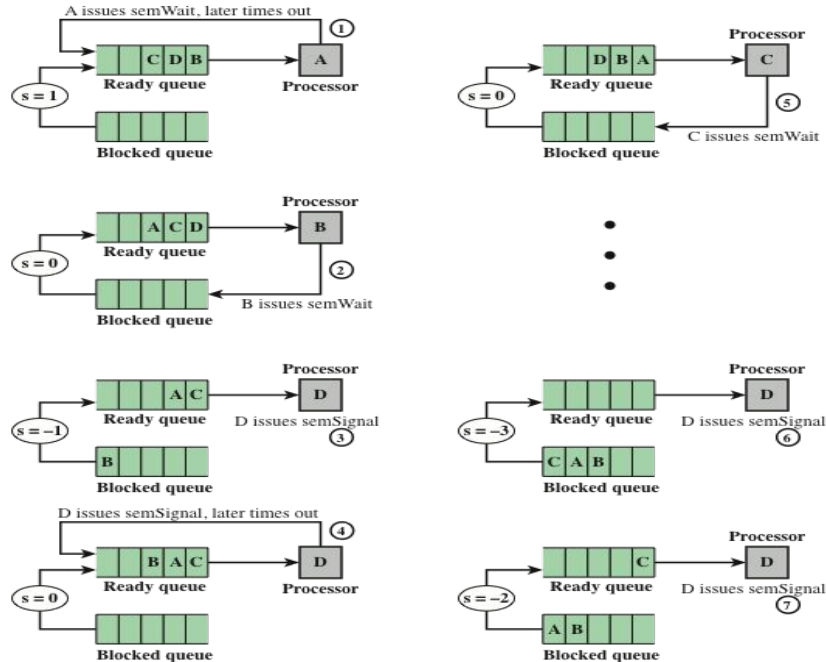 A issues semWait, later times out
1
C D B
A
Ready queue
Processor
s = 1
Blocked queue
Processor
A C D
B
Ready queue
s = 0
2
B issues semWait
Blocked queue
Processor
A C
D
Ready queue
D issues semSignal
s = –1
3
B
Blocked queue
D issues semSignal, later times out
4
B A C
D
Ready queue
Processor
s = 0
Blocked queue
Processor
D B A
C
Ready queue
s = 0
5
C issues semWait
Blocked queue
Processor
D
Ready queue
D issues semSignal
s = –3
6
C A B
Blocked queue
Processor
C
D
Ready queue
D issues semSignal
s = –2
7
A B
Blocked queue